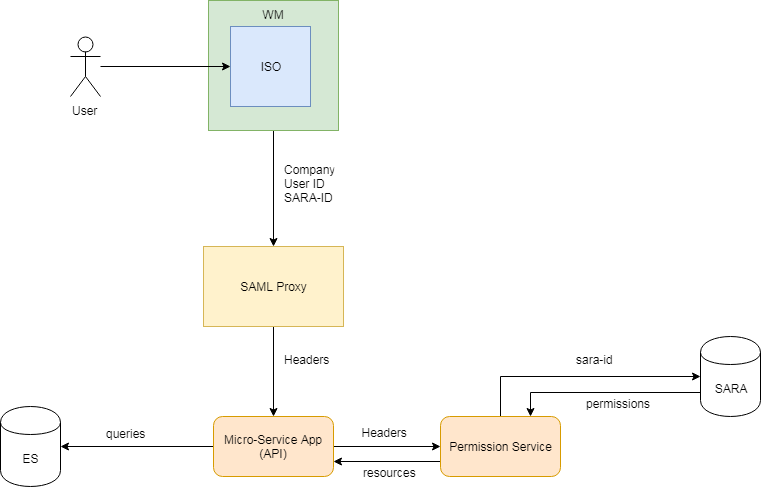 WM
ISO
User
Company
User ID
SARA-ID
SAML Proxy
Headers
sara-id
SARA
permissions
queries
Micro-Service App
(API)
Headers
Permission Service
ES
resources